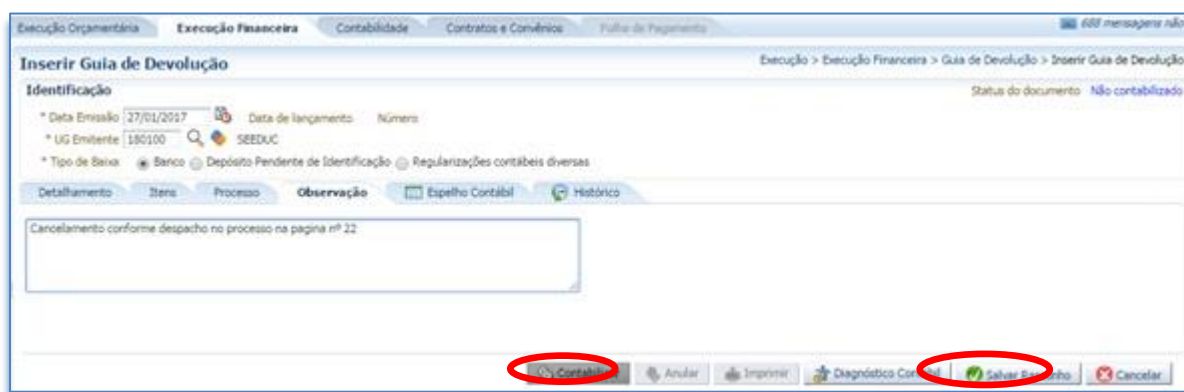 Execução Orçamentária Execução Financeira Contabilidade Contratos e Convênios Folha de Pagamento 688 mensagens não
Inserir Guia de Devolução Execução > Execução Financeira > Guia de Devolução > Inserir Guia de Devolução
Identificação Status do documento Não contabilizado
* Data Emissão 27/01/2017 Data de lançamento Número
* UG Emitente 180100 SEEDUC
* Tipo de Baixa Banco Depósito Pendente de Identificação Regularizações contábeis diversas
Detalhamento Itens Processo Observação Espelho Contábil Histórico
Cancelamento conforme despacho no processo na pagina nº 22
Contabilizar Anular Imprimir Diagnóstico Contábil Salvar Rascunho Cancelar